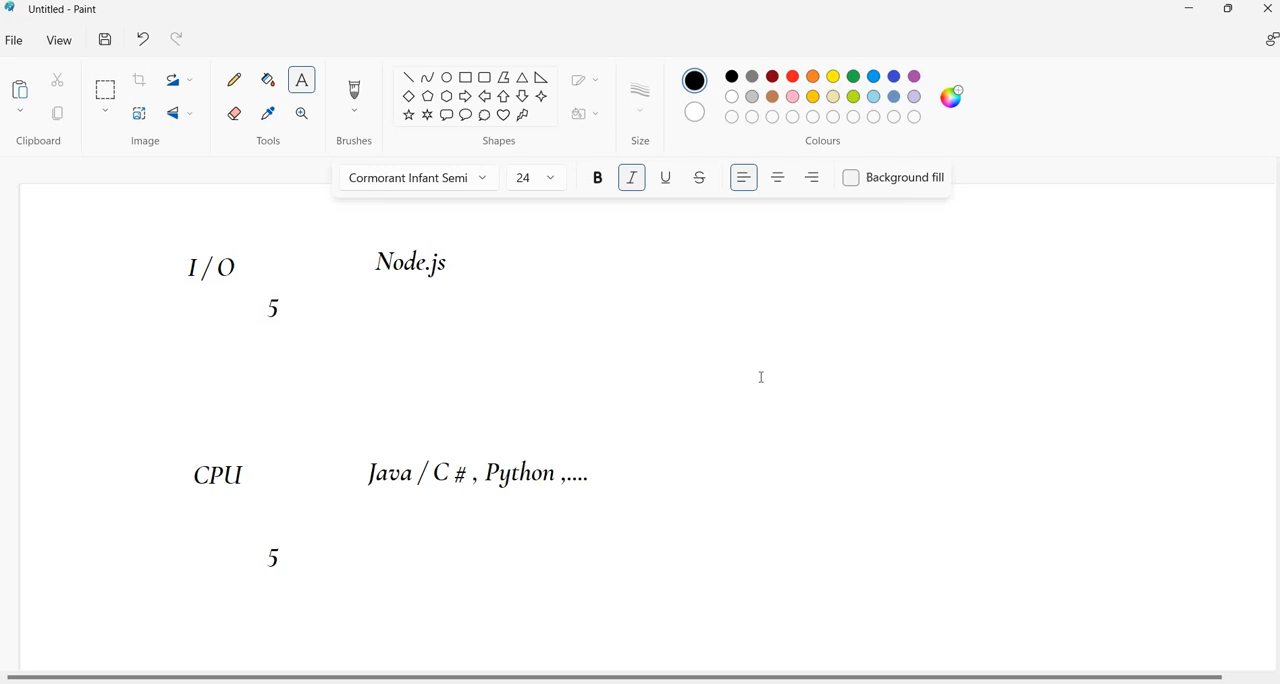 Untitled - Paint
File View
Clipboard Image Tools Brushes Shapes Size Colours
Cormorant Infant Semi 24 B I U S Background fill
I / O Node.js
5
CPU Java / C # , Python ,....
5